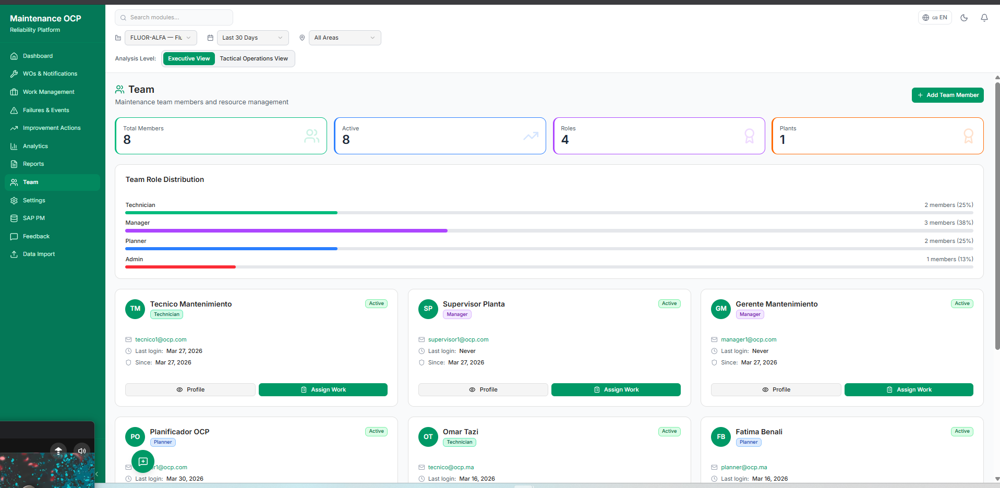 Maintenance OCP
Reliability Platform
Dashboard
WOs & Notifications
Work Management
Failures & Events
Improvement Actions
Analytics
Reports
Team
Settings
SAP PM
Feedback
Data Import
Search modules...
GB EN
FLUOR-ALFA — Flu
Last 30 Days
All Areas
Analysis Level: Executive View Tactical Operations View
Team
Maintenance team members and resource management
+ Add Team Member
Total Members
8
Active
8
Roles
4
Plants
1
Team Role Distribution
Technician 2 members (25%)
Manager 3 members (38%)
Planner 2 members (25%)
Admin 1 members (13%)
TM Tecnico Mantenimiento Active
Technician
tecnico1@ocp.com
Last login: Mar 27, 2026
Since: Mar 27, 2026
Profile Assign Work
SP Supervisor Planta Active
Manager
supervisor1@ocp.com
Last login: Never
Since: Mar 27, 2026
Profile Assign Work
GM Gerente Mantenimiento Active
Manager
manager1@ocp.com
Last login: Never
Since: Mar 27, 2026
Profile Assign Work
PO Planificador OCP Active
Planner
r1@ocp.com
Last login: Mar 30, 2026
OT Omar Tazi Active
Technician
tecnico@ocp.ma
Last login: Mar 16, 2026
FB Fatima Benali Active
Planner
planner@ocp.ma
Last login: Mar 16, 2026